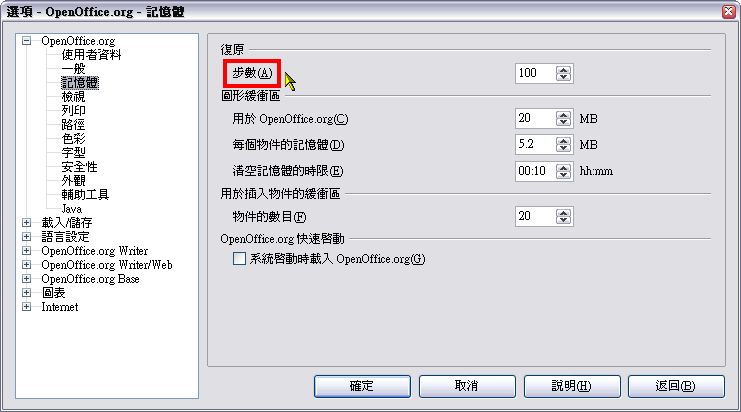 選項 - OpenOffice.org - 記憶體
OpenOffice.org
使用者資料
一般
記憶體
檢視
列印
路徑
色彩
字型
安全性
外觀
輔助工具
Java
載入/儲存
語言設定
OpenOffice.org Writer
OpenOffice.org Writer/Web
OpenOffice.org Base
圖表
Internet
復原
步數(A) 100
圖形緩衝區
用於 OpenOffice.org(C) 20 MB
每個物件的記憶體(D) 5.2 MB
清空記憶體的時限(E) 00:10 hh:mm
用於插入物件的緩衝區
物件的數目(F) 20
OpenOffice.org 快速啟動
系統啟動時載入 OpenOffice.org(G)
確定 取消 說明(H) 返回(B)